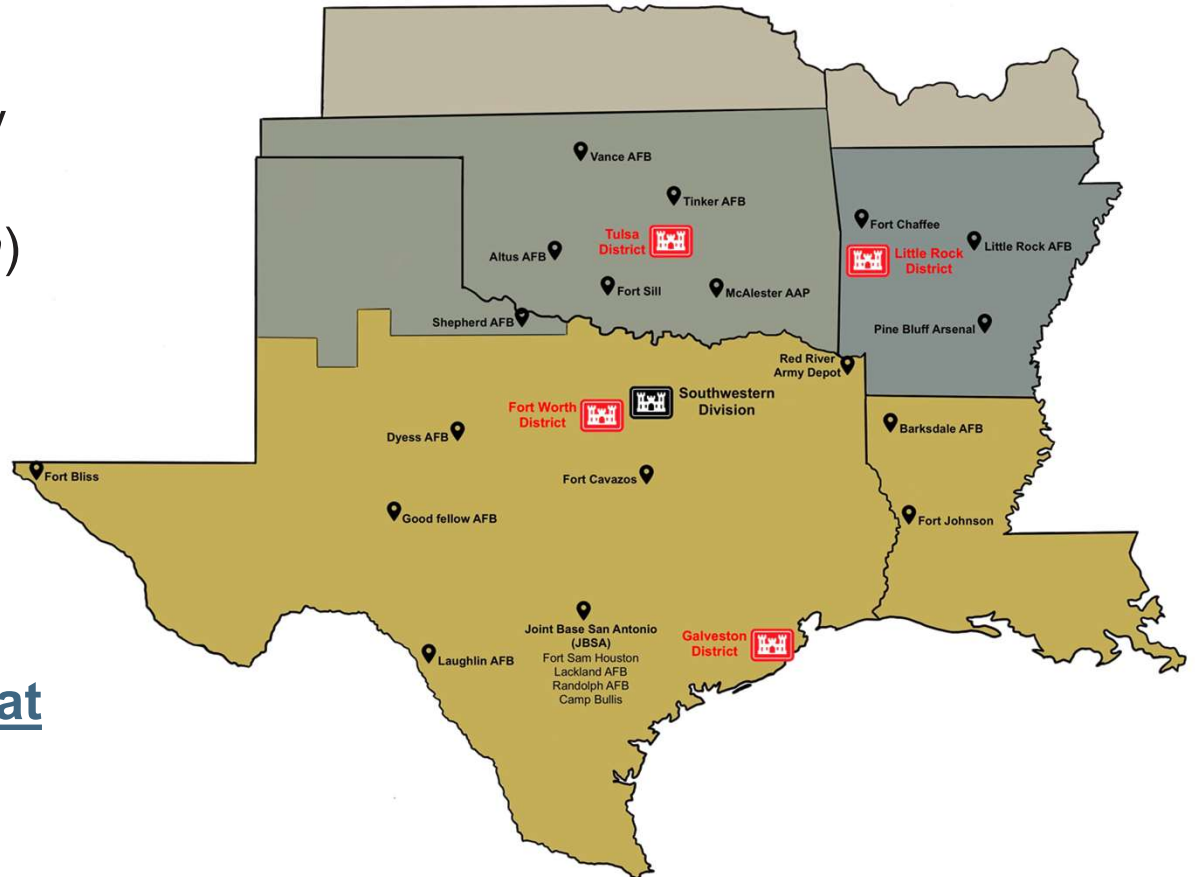 )
at
Vance AFB
Tinker AFB
Tulsa
District
Altus AFB
Fort Sill
McAlester AAP
Shepherd AFB
Fort Chaffee
Little Rock AFB
Little Rock
District
Pine Bluff Arsenal
Red River
Army Depot
Fort Worth
District
Southwestern
Division
Dyess AFB
Barksdale AFB
Fort Bliss
Fort Cavazos
Good fellow AFB
Fort Johnson
Joint Base San Antonio
(JBSA)
Fort Sam Houston
Lackland AFB
Randolph AFB
Camp Bullis
Laughlin AFB
Galveston
District